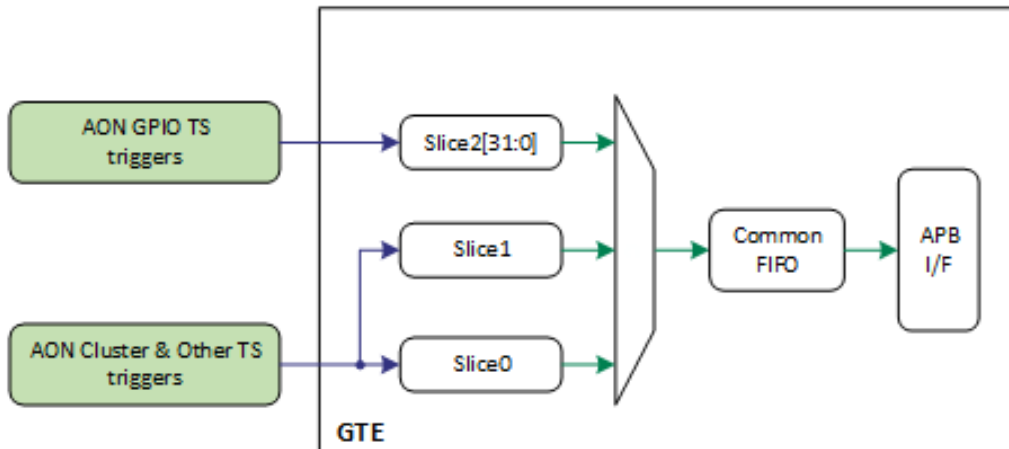 AON GPIO TS
triggers
Slice2[31:0]
Slice1
Common
FIFO
APB
I/F
AON Cluster & Other TS
triggers
Slice0
GTE